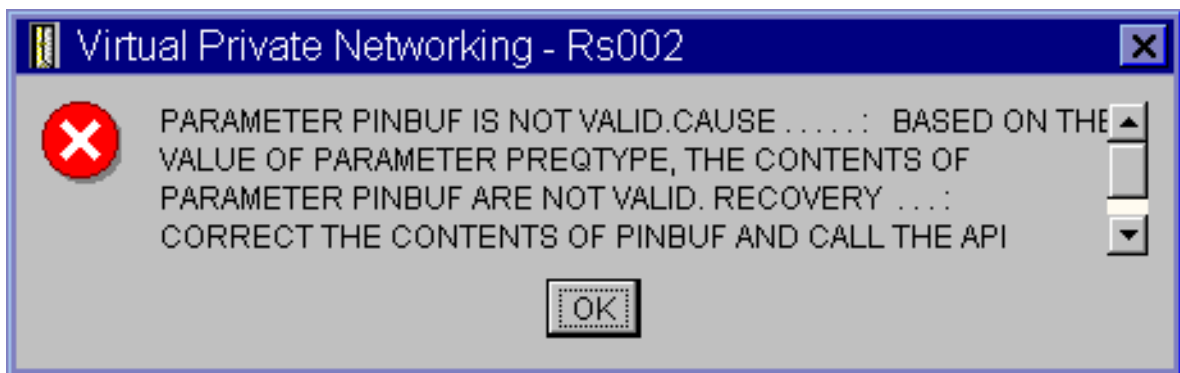 Virtual Private Networking - Rs002
PARAMETER PINBUF IS NOT VALID.CAUSE . . . . . :   BASED ON THE
VALUE OF PARAMETER PREQTYPE, THE CONTENTS OF
PARAMETER PINBUF ARE NOT VALID. RECOVERY  . . . :
CORRECT THE CONTENTS OF PINBUF AND CALL THE API
OK